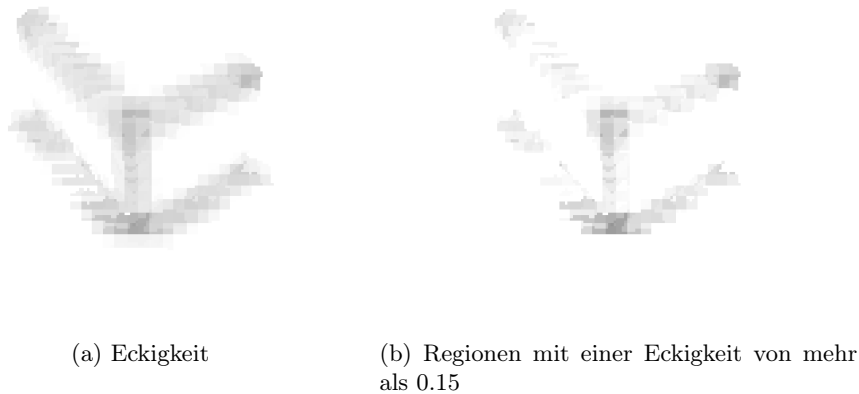 (a) Eckigkeit
(b) Regionen mit einer Eckigkeit von mehr
als 0.15